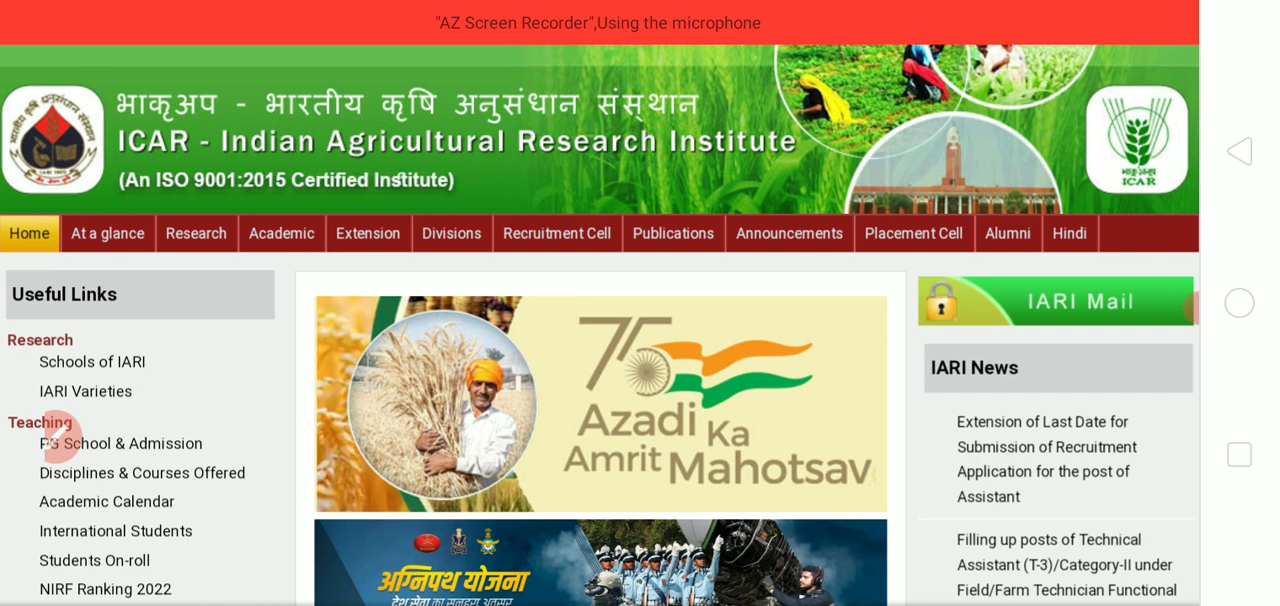 "AZ Screen Recorder",Using the microphone
भाकृअप - भारतीय कृषि अनुसंधान संस्थान
ICAR - Indian Agricultural Research Institute
(An ISO 9001:2015 Certified Institute)
भाकृअनुप
ICAR
Home
At a glance
Research
Academic
Extension
Divisions
Recruitment Cell
Publications
Announcements
Placement Cell
Alumni
Hindi
Useful Links
Research
Schools of IARI
IARI Varieties
Teaching
PG School & Admission
Disciplines & Courses Offered
Academic Calendar
International Students
Students On-roll
NIRF Ranking 2022
75
Azadi Ka
Amrit Mahotsav
अग्निपथ योजना
देश सेवा का सुनहरा अवसर
IARI Mail
IARI News
Extension of Last Date for
Submission of Recruitment
Application for the post of
Assistant
Filling up posts of Technical
Assistant (T-3)/Category-II under
Field/Farm Technician Functional